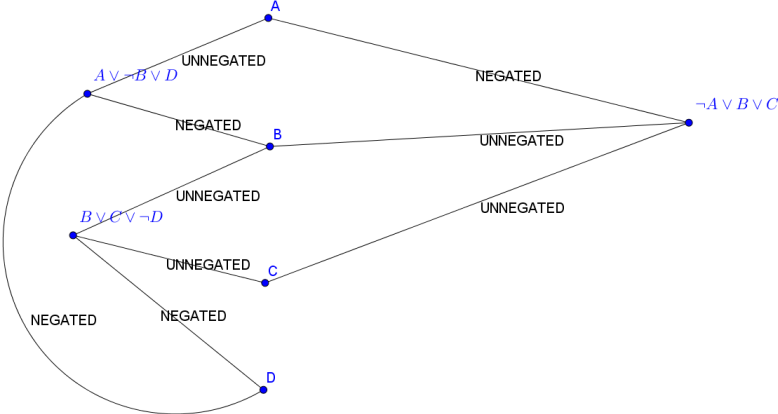 A
UNNEGATED
A ∨ ¬B ∨ D
NEGATED
¬A ∨ B ∨ C
NEGATED
B
UNNEGATED
UNNEGATED
B ∨ C ∨ ¬D
UNNEGATED
UNNEGATED
C
NEGATED
NEGATED
D